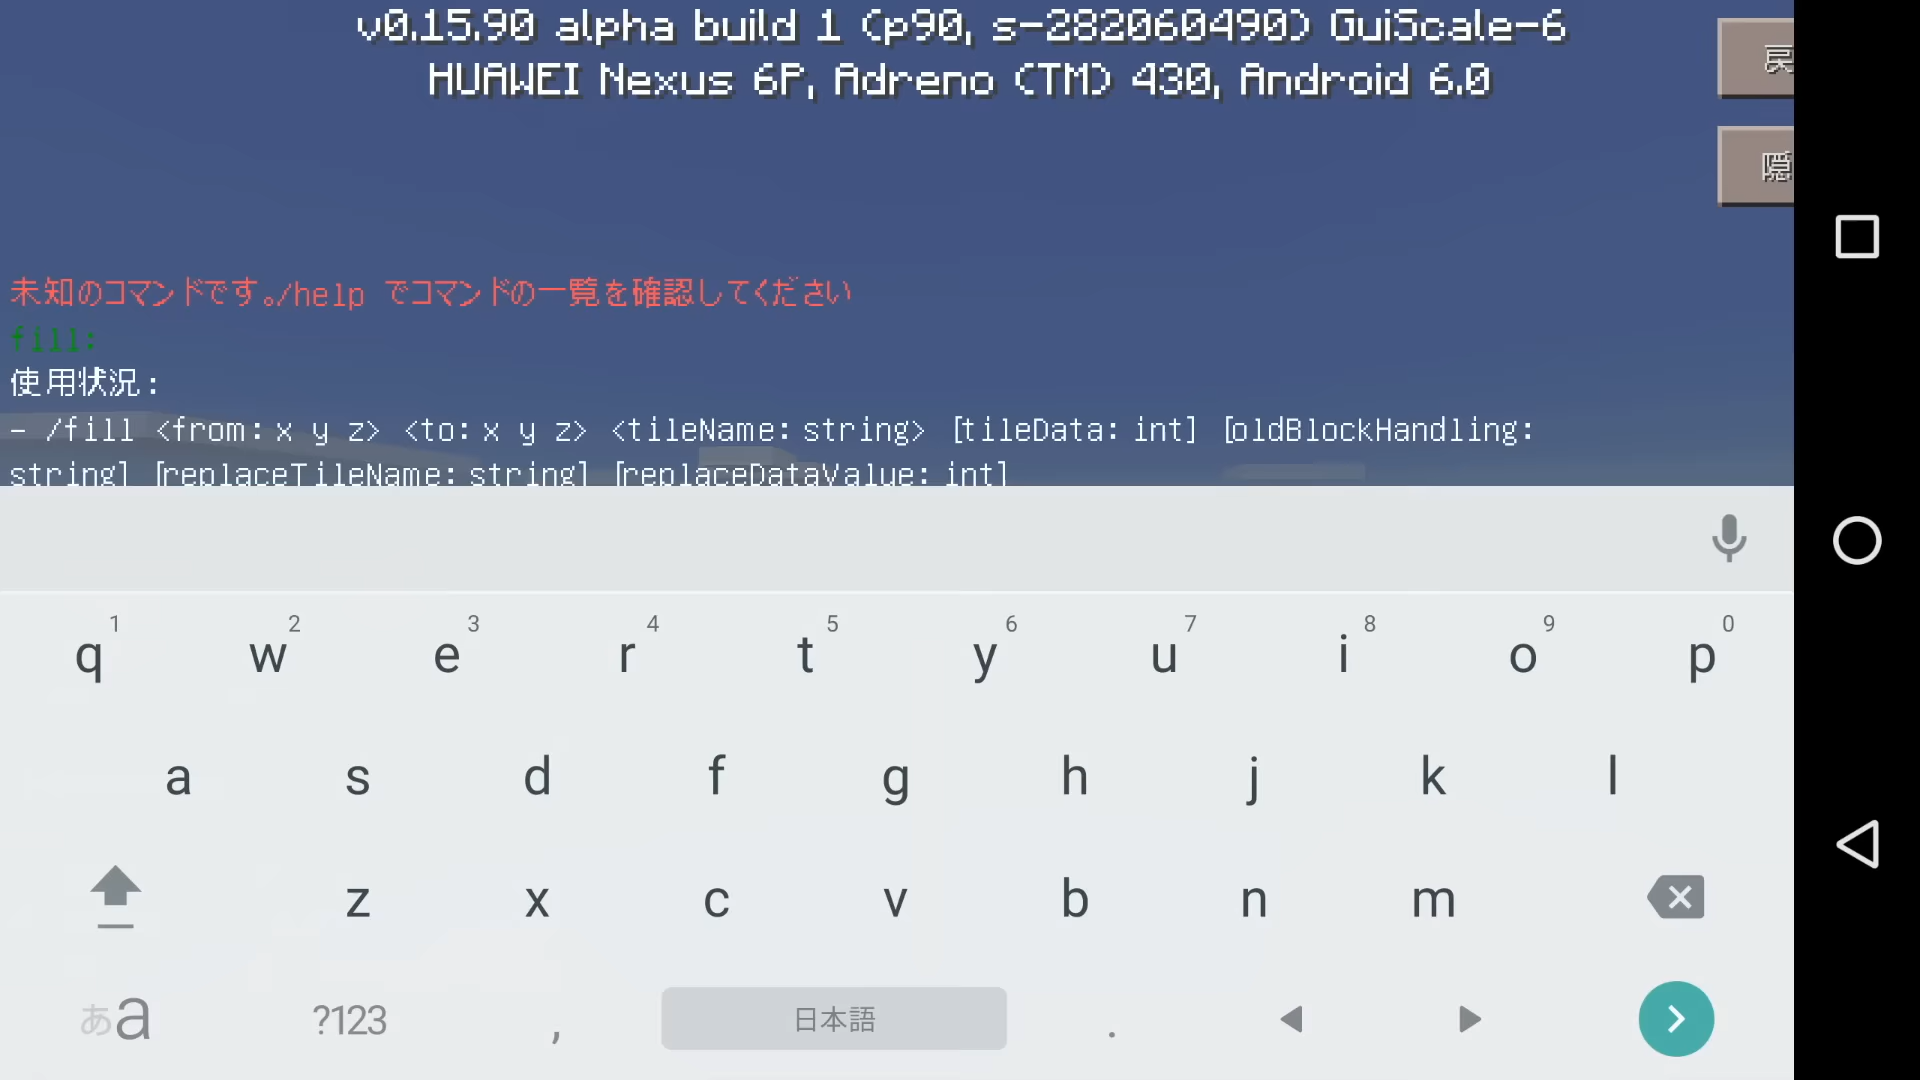 v0.15.90 alpha build 1 (p90, s-282060490) GuiScale-6
HUAWEI Nexus 6P, Adreno (TM) 430, Android 6.0
戻
隠
未知のコマンドです。/help でコマンドの一覧を確認してください
fill:
使用状況：
- /fill <from: x y z> <to: x y z> <tileName: string> [tileData: int] [oldBlockHandling:
string] [replaceTileName: string] [replaceDataValue: int]
1 2 3 4 5 6 7 8 9 0
q w e r t y u i o p
a s d f g h j k l
z x c v b n m
あa ?123 , 日本語 .